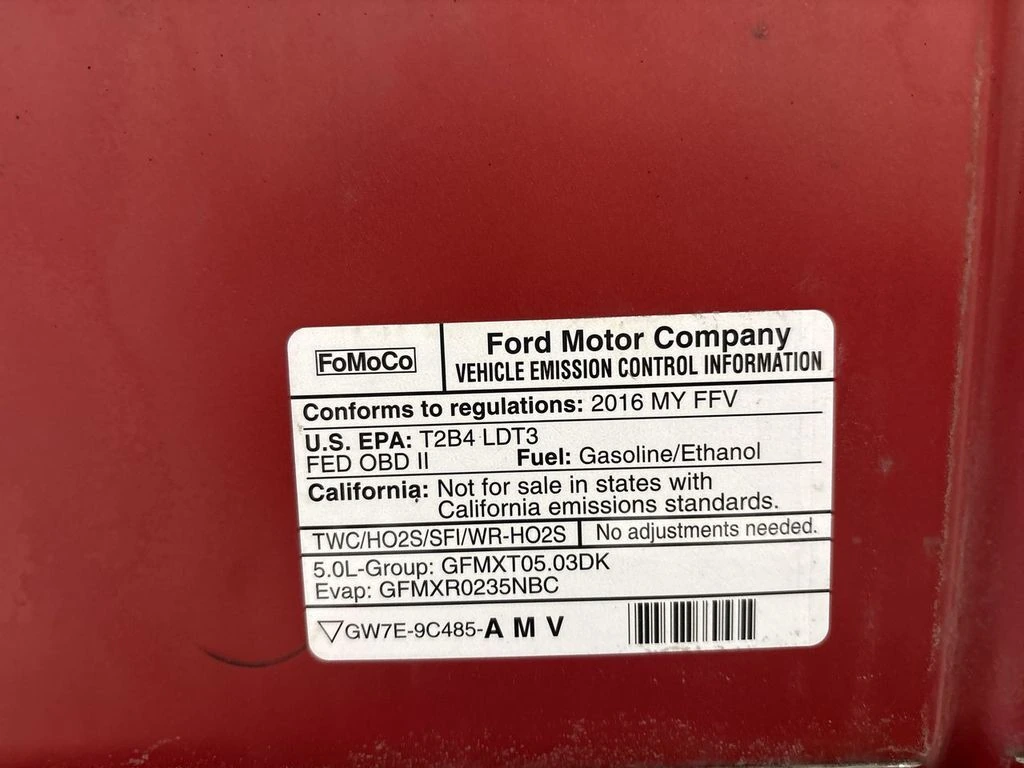 FoMoCo
Ford Motor Company
VEHICLE EMISSION CONTROL INFORMATION
Conforms to regulations: 2016 MY FFV
U.S. EPA: T2B4 LDT3
FED OBD II Fuel: Gasoline/Ethanol
California: Not for sale in states with
California emissions standards.
TWC/HO2S/SFI/WR-HO2S No adjustments needed.
5.0L-Group: GFMXT05.03DK
Evap: GFMXR0235NBC
GW7E-9C485-A M V